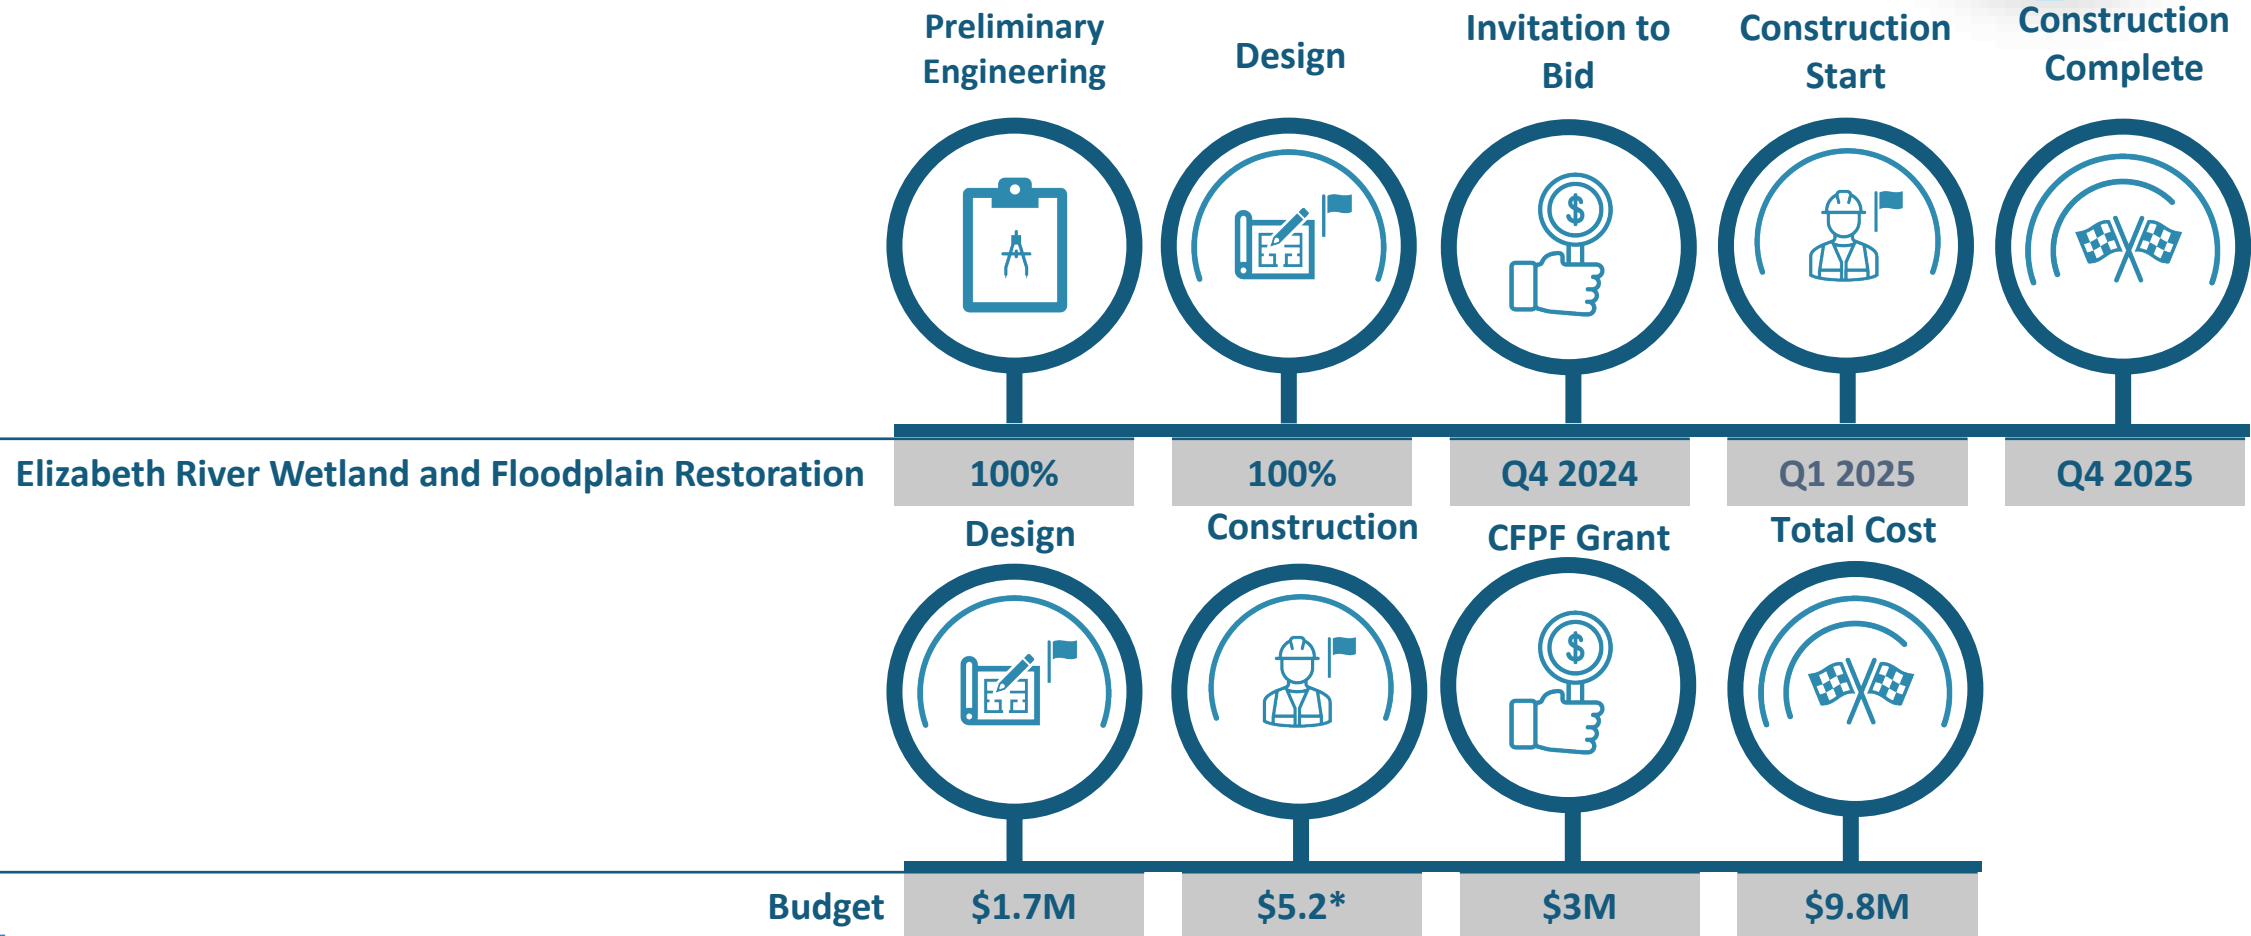 Preliminary
Engineering
Design
Invitation to
Bid
Construction
Start
Construction
Complete
$
Elizabeth River Wetland and Floodplain Restoration
100%
100%
Q4 2024
Q1 2025
Q4 2025
Design
Construction
CFPF Grant
Total Cost
$
Budget
$1.7M
$5.2*
$3M
$9.8M